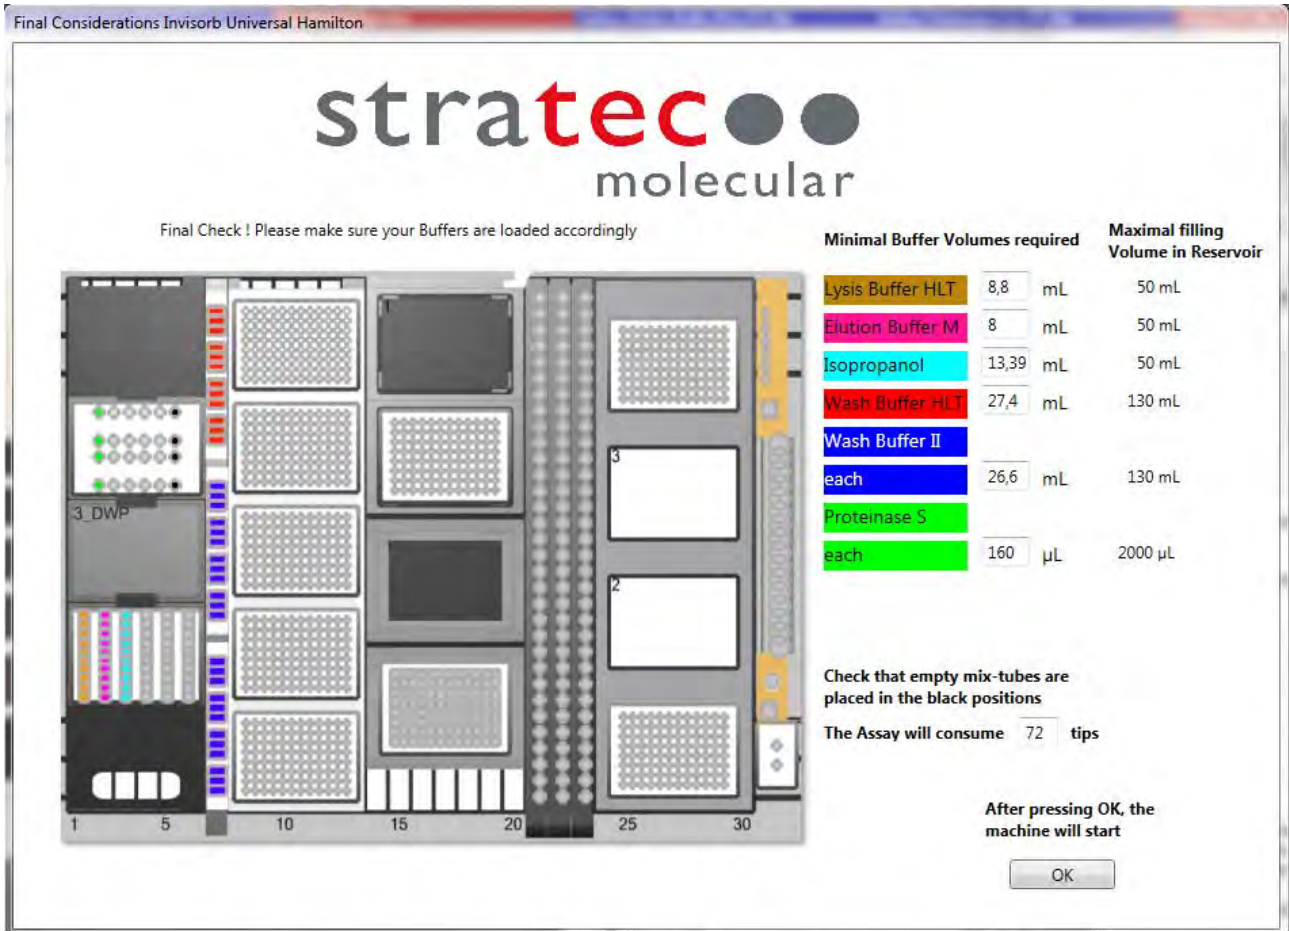 Final Considerations Invisorb Universal Hamilton
stratec
molecular
Final Check ! Please make sure your Buffers are loaded accordingly
Minimal Buffer Volumes required
Maximal filling
Volume in Reservoir
Lysis Buffer HLT 8,8 mL 50 mL
Elution Buffer M 8 mL 50 mL
Isopropanol 13,39 mL 50 mL
Wash Buffer HLT 27,4 mL 130 mL
Wash Buffer II
each 26,6 mL 130 mL
Proteinase S
each 160 µL 2000 µL
1
3
3_DWP
2
1 5 10 15 20 25 30
Check that empty mix-tubes are
placed in the black positions
The Assay will consume 72 tips
After pressing OK, the
machine will start
OK